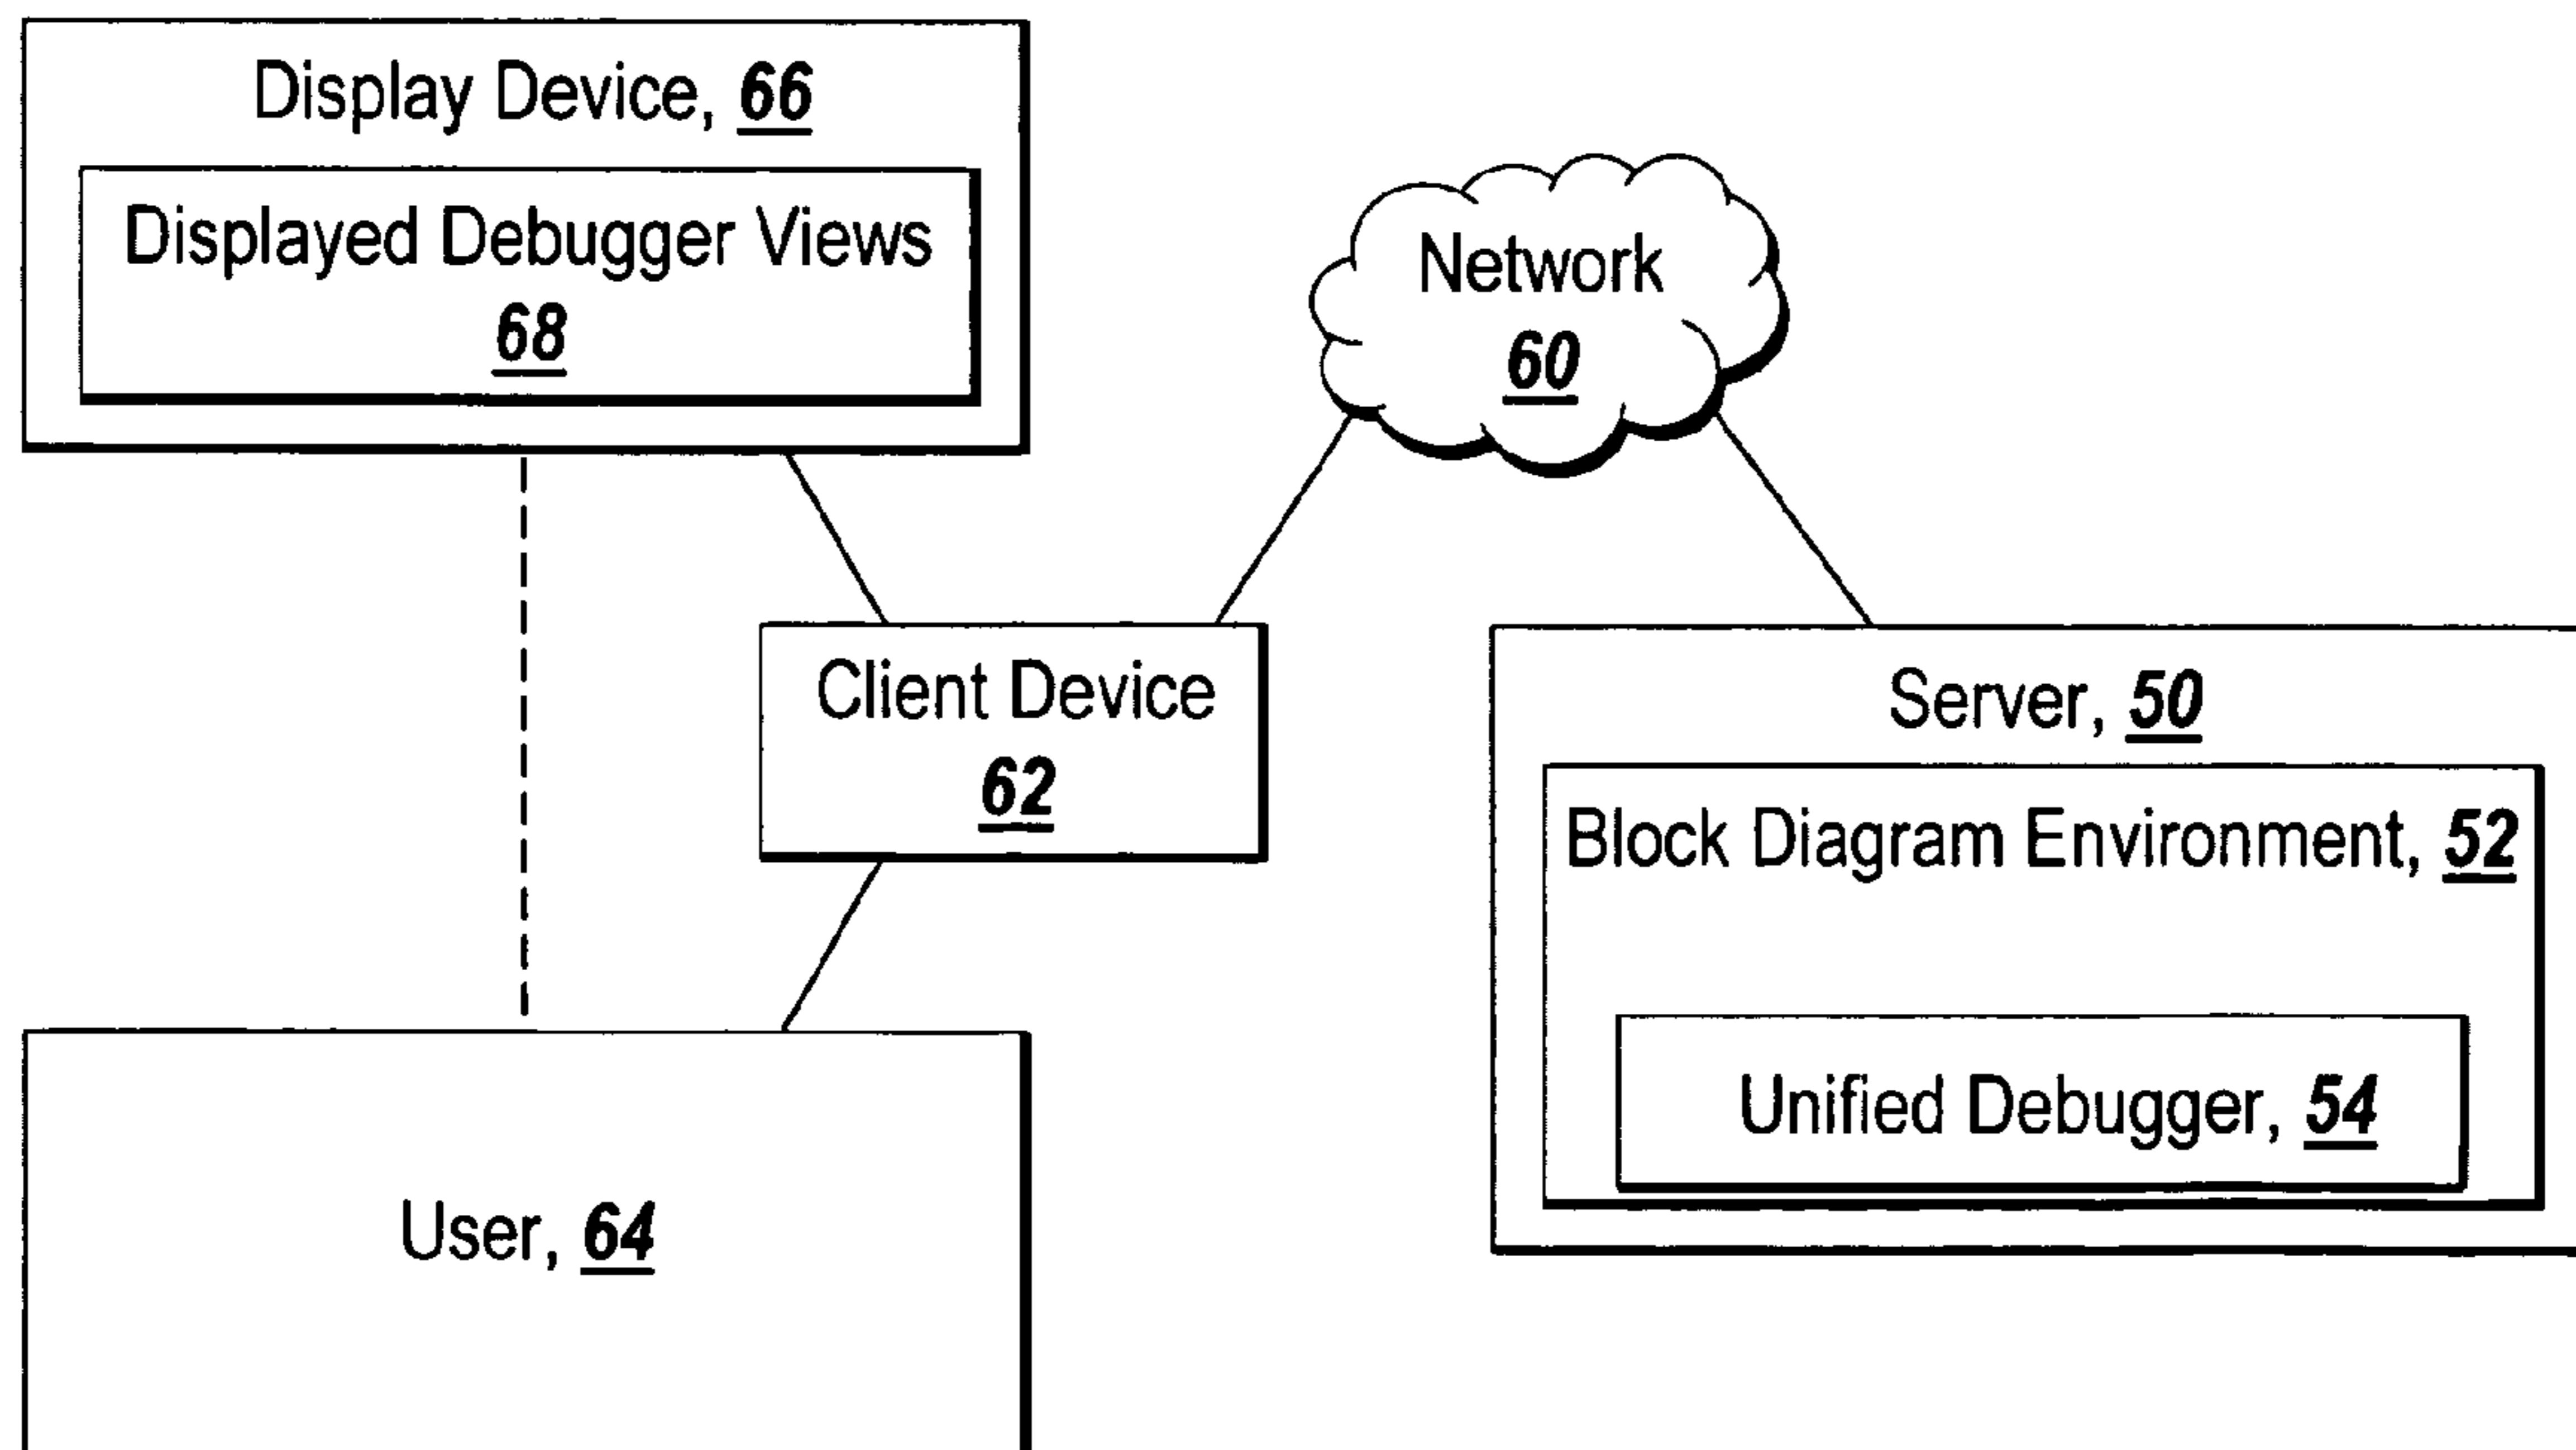 Display Device, 66
Displayed Debugger Views
68
Network
60
Client Device
62
Server, 50
Block Diagram Environment, 52
Unified Debugger, 54
User, 64